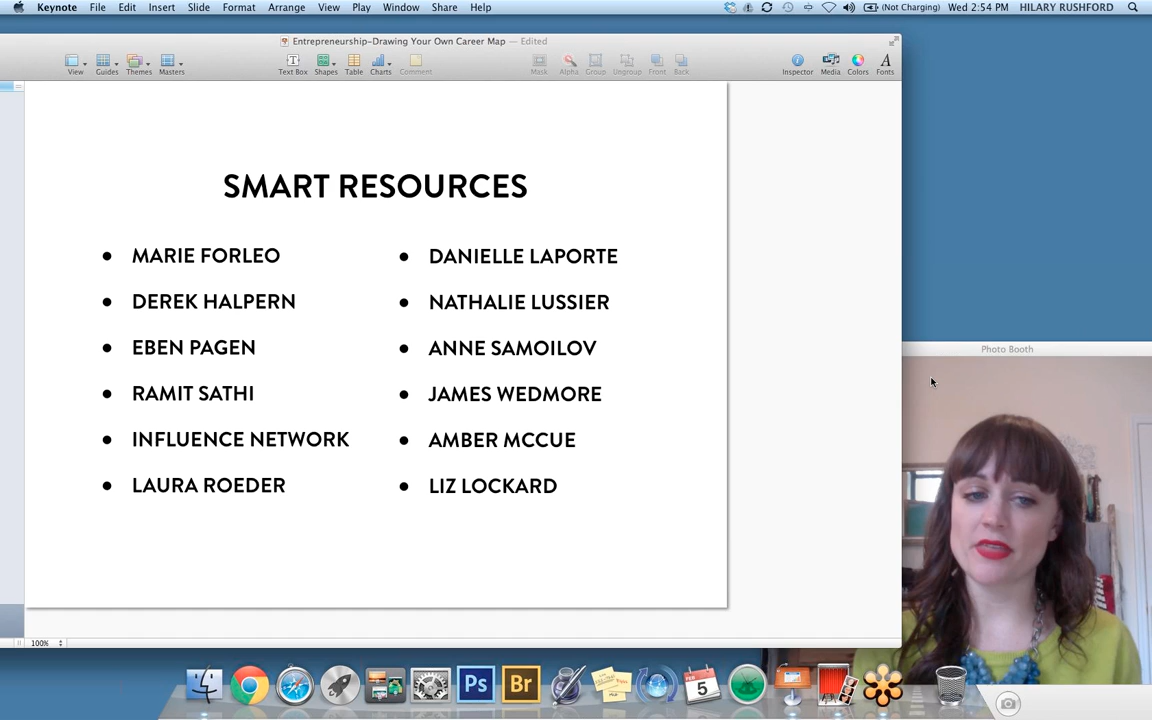 Keynote File Edit Insert Slide Format Arrange View Play Window Share Help
(Not Charging) Wed 2:54 PM HILARY RUSHFORD
Entrepreneurship-Drawing Your Own Career Map — Edited
View Guides Themes Masters Text Box Shapes Table Charts Comment Mask Alpha Group Ungroup Front Back Inspector Media Colors Fonts
SMART RESOURCES
• MARIE FORLEO
• DEREK HALPERN
• EBEN PAGEN
• RAMIT SATHI
• INFLUENCE NETWORK
• LAURA ROEDER
• DANIELLE LAPORTE
• NATHALIE LUSSIER
• ANNE SAMOILOV
• JAMES WEDMORE
• AMBER MCCUE
• LIZ LOCKARD
Photo Booth
100%
Ps
Br
FEB
5